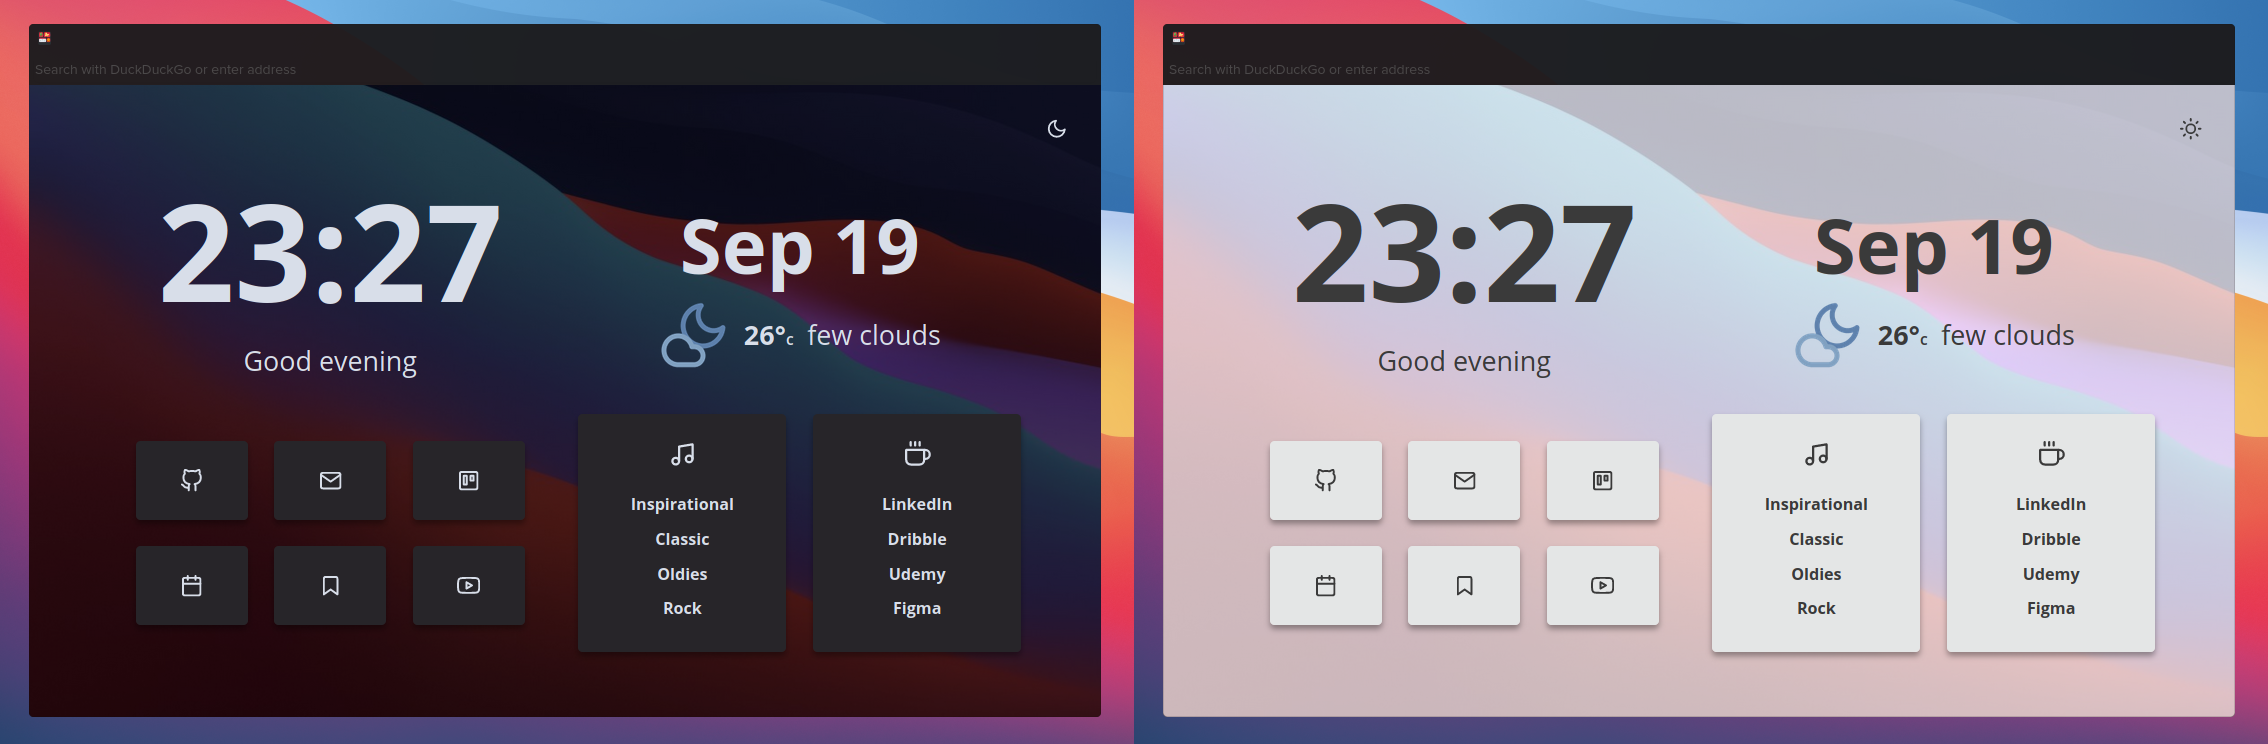 Search with DuckDuckGo or enter address
23:27
Sep 19
26°c few clouds
Good evening
Inspirational
Classic
Oldies
Rock
LinkedIn
Dribble
Udemy
Figma
Search with DuckDuckGo or enter address
23:27
Sep 19
26°c few clouds
Good evening
Inspirational
Classic
Oldies
Rock
LinkedIn
Dribble
Udemy
Figma